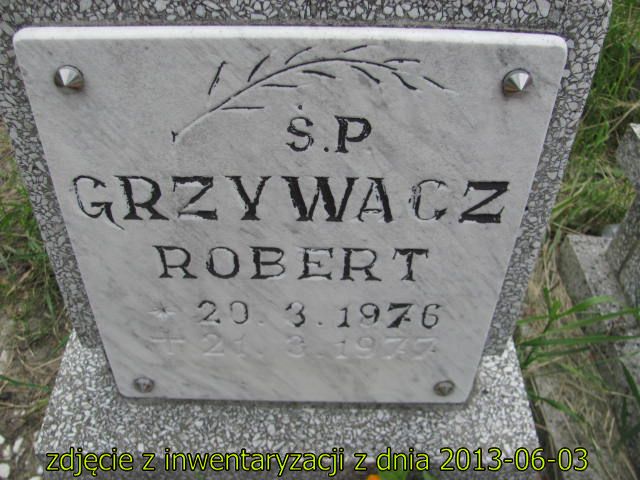 Ś.P.
GRZYWACZ
ROBERT
* 20. 3. 1976
+ 21. 3. 1977
zdjęcie z inwentaryzacji z dnia 2013-06-03